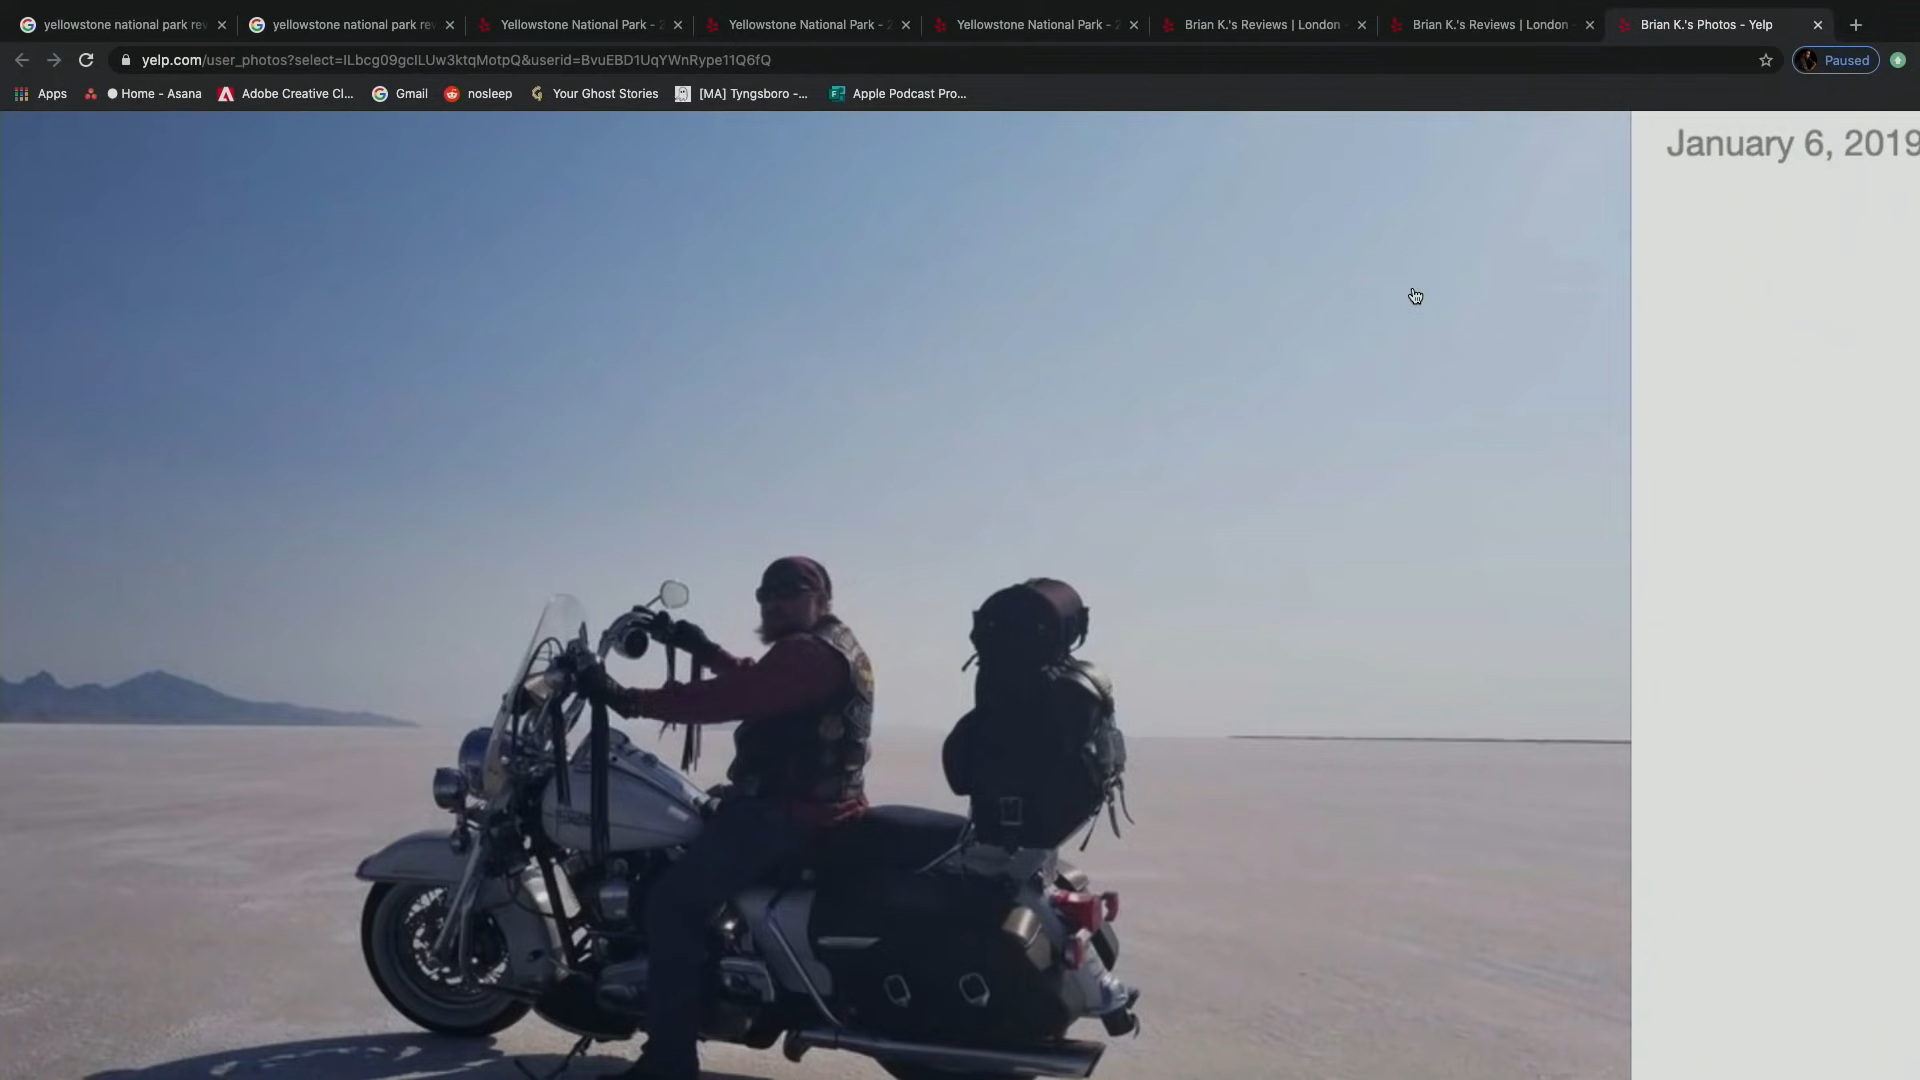 yellowstone national park rev
yellowstone national park rev
Yellowstone National Park - 2
Yellowstone National Park - 2
Yellowstone National Park - 2
Brian K.'s Reviews | London -
Brian K.'s Reviews | London -
Brian K.'s Photos - Yelp
yelp.com/user_photos?select=ILbcg09gcILUw3ktqMotpQ&userid=BvuEBD1UqYWnRype11Q6fQ
Paused
Apps
Home - Asana
Adobe Creative Cl...
Gmail
nosleep
Your Ghost Stories
[MA] Tyngsboro -...
Apple Podcast Pro...
January 6, 2019